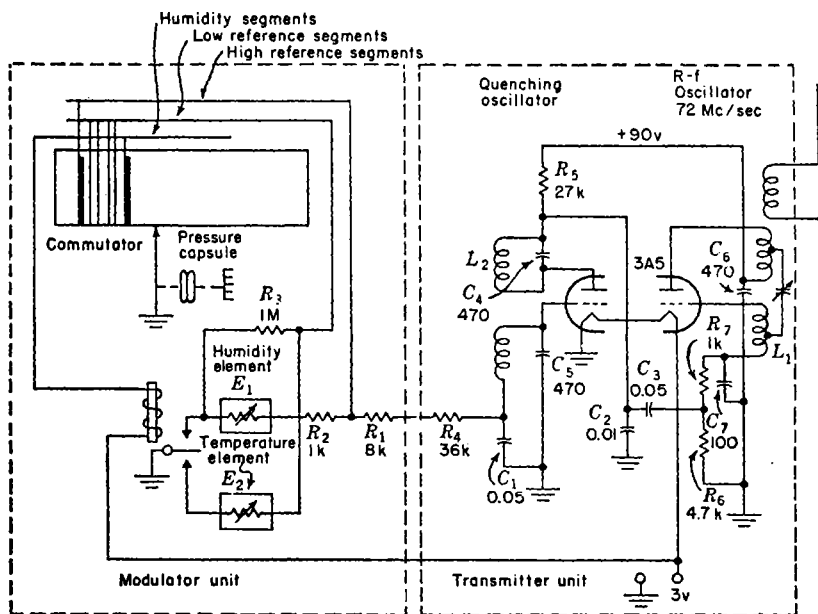 Humidity segments
Low reference segments
High reference segments
Commutator
Pressure
capsule
R3
1M
Humidity
element
E1
R2
1k
R1
8k
Temperature
element
E2
Modulator unit
Quenching
oscillator
R-f
Oscillator
72 Mc/sec
+90v
R5
27k
L2
C4
470
3A5
C6
470
R7
1k
L1
C5
470
C3
0.05
C2
0.01
C7
100
R4
36k
C1
0.05
R6
4.7k
Transmitter unit
3v